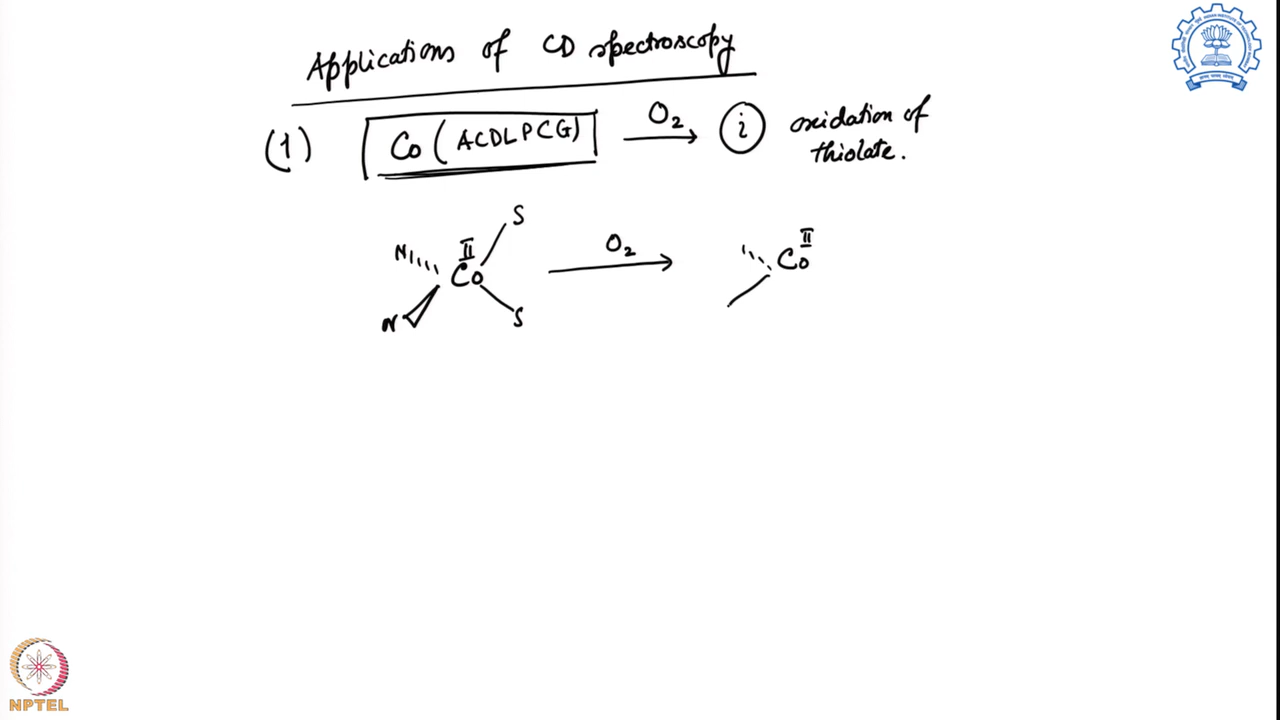 Applications of CD spectroscopy
(1) Co (ACDLPCG) O2 i oxidation of
thiolate.
N Co II S O2 Co II
N S
NPTEL